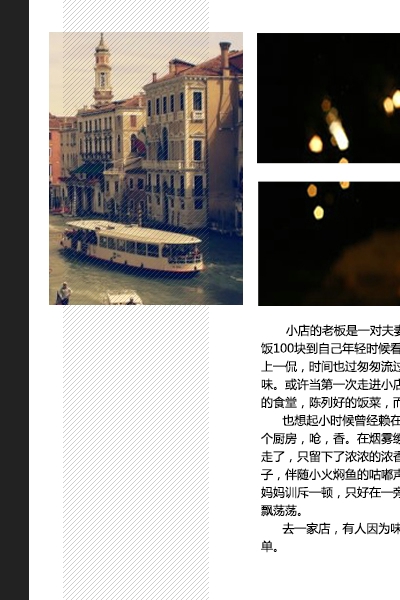 小店的老板是一对夫妻
饭100块到自己年轻时候看
上一侃，时间也过匆匆流过
味。或许当第一次走进小店
的食堂，陈列好的饭菜，而
也想起小时候曾经赖在
个厨房，呛，香。在烟雾缭
走了，只留下了浓浓的浓香
子，伴随小火焖鱼的咕嘟声
妈妈训斥一顿，只好在一旁
飘荡荡。
去一家店，有人因为味
单。